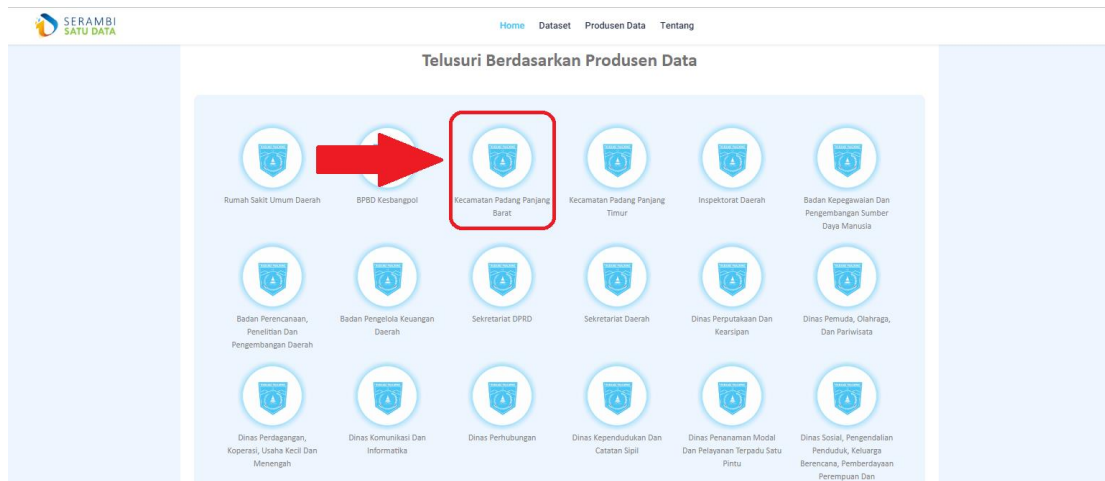 SERAMBI
SATU DATA
Home Dataset Produsen Data Tentang
Telusuri Berdasarkan Produsen Data
Rumah Sakit Umum Daerah
BPBD Kesbangpol
Kecamatan Padang Panjang
Barat
Kecamatan Padang Panjang
Timur
Inspektorat Daerah
Badan Kepegawaian Dan
Pengembangan Sumber
Daya Manusia
Badan Perencanaan,
Penelitian Dan
Pengembangan Daerah
Badan Pengelola Keuangan
Daerah
Sekretariat DPRD
Sekretariat Daerah
Dinas Perputakaan Dan
Kearsipan
Dinas Pemuda, Olahraga,
Dan Pariwisata
Dinas Perdagangan,
Koperasi, Usaha Kecil Dan
Menengah
Dinas Komunikasi Dan
Informatika
Dinas Perhubungan
Dinas Kependudukan Dan
Catatan Sipil
Dinas Penanaman Modal
Dan Pelayanan Terpadu Satu
Pintu
Dinas Sosial, Pengendalian
Penduduk, Keluarga
Berencana, Pemberdayaan
Perempuan Dan